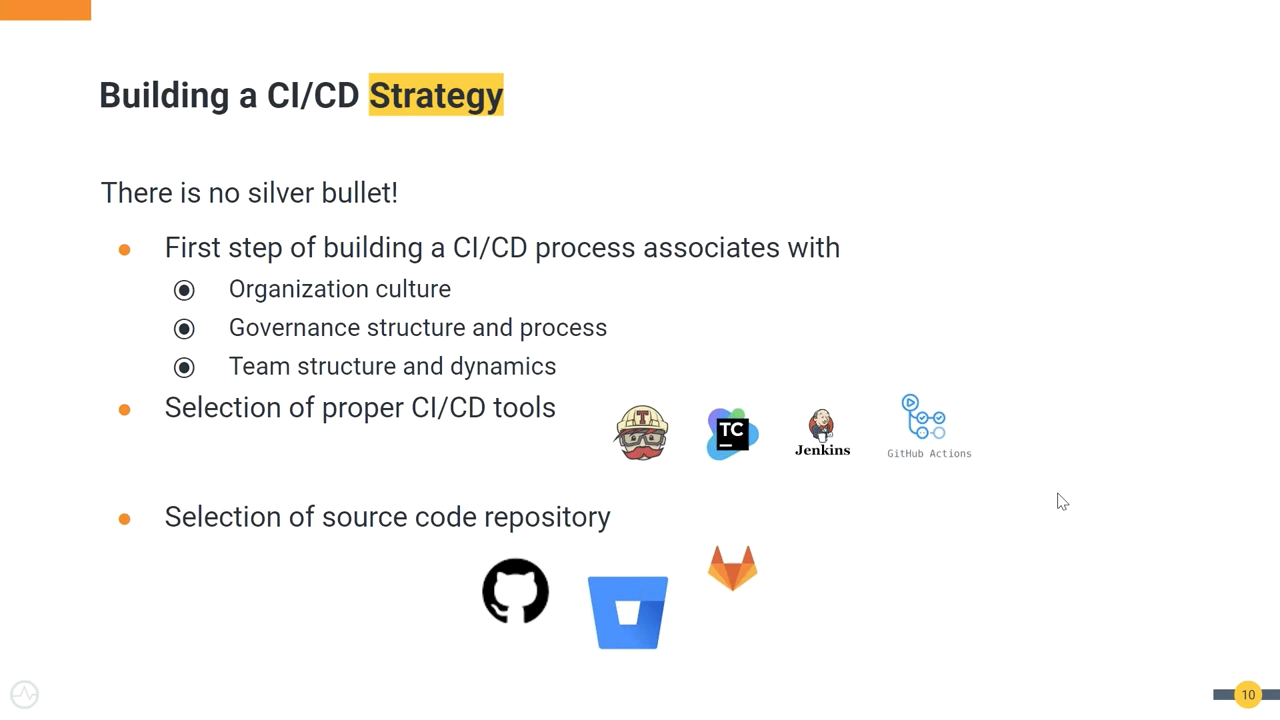 Building a CI/CD Strategy
There is no silver bullet!
First step of building a CI/CD process associates with
Organization culture
Governance structure and process
Team structure and dynamics
Selection of proper CI/CD tools
T
TC
Jenkins
GitHub Actions
Selection of source code repository
10